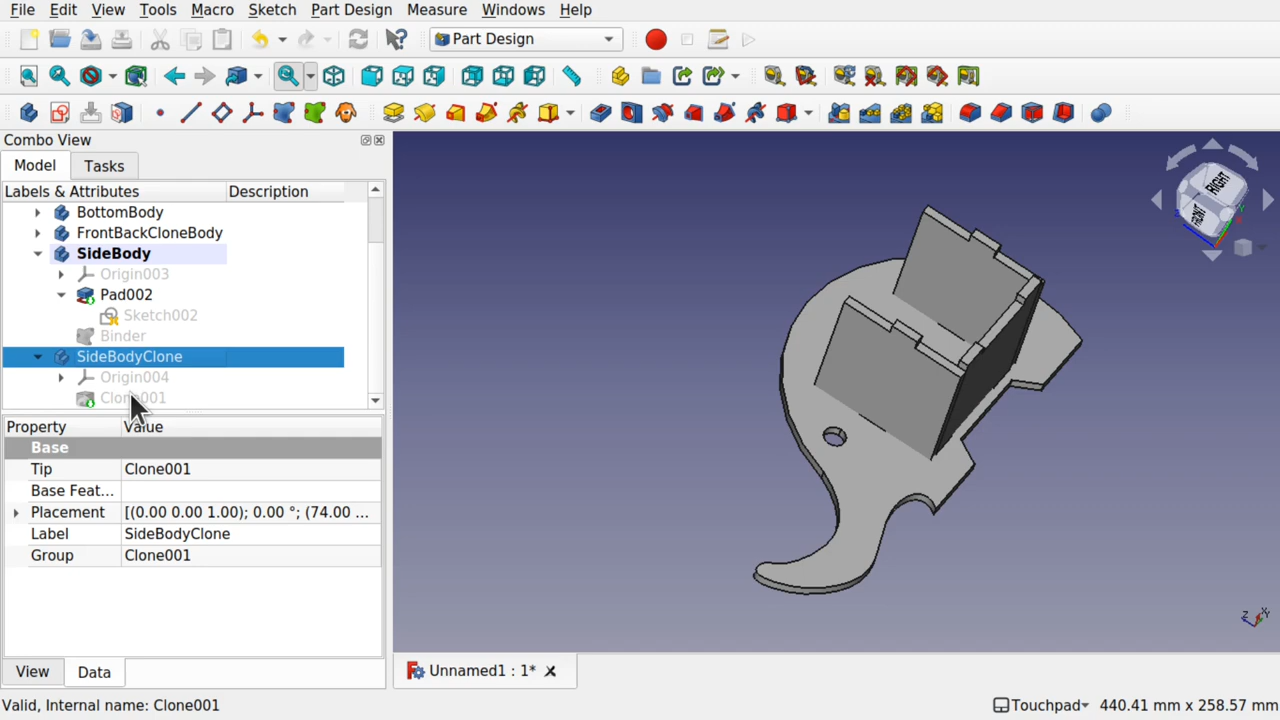 File Edit View Tools Macro Sketch Part Design Measure Windows Help
Part Design
Combo View
Model Tasks
Labels & Attributes Description
BottomBody
FrontBackCloneBody
SideBody
Origin003
Pad002
Sketch002
Binder
SideBodyClone
Origin004
Clone001
Property Value
Base
Tip Clone001
Base Feat...
Placement [(0.00 0.00 1.00); 0.00 °; (74.00 ...
Label SideBodyClone
Group Clone001
View Data
RIGHT
FRONT
Z X Y
Unnamed1 : 1*
Valid, Internal name: Clone001
Touchpad 440.41 mm x 258.57 mm